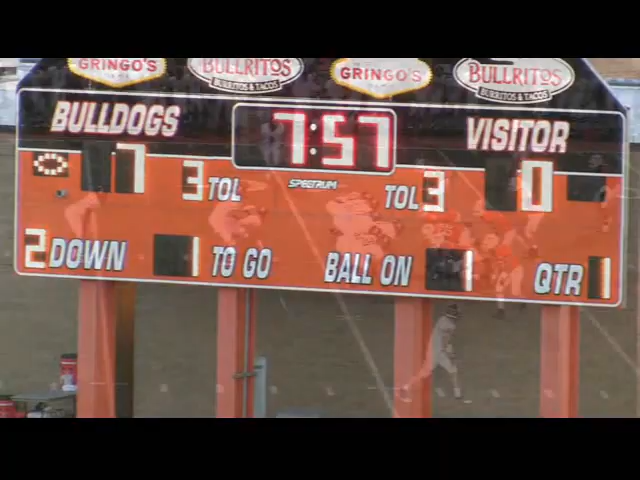 GRINGO'S BULLRITOS GRINGO'S BULLRITOS
BURRITOS & TACOS BURRITOS & TACOS
BULLDOGS 7:57 VISITOR
7 3 TOL SPECTRUM TOL 3 0
2 DOWN 1 TO GO BALL ON 1 QTR 1